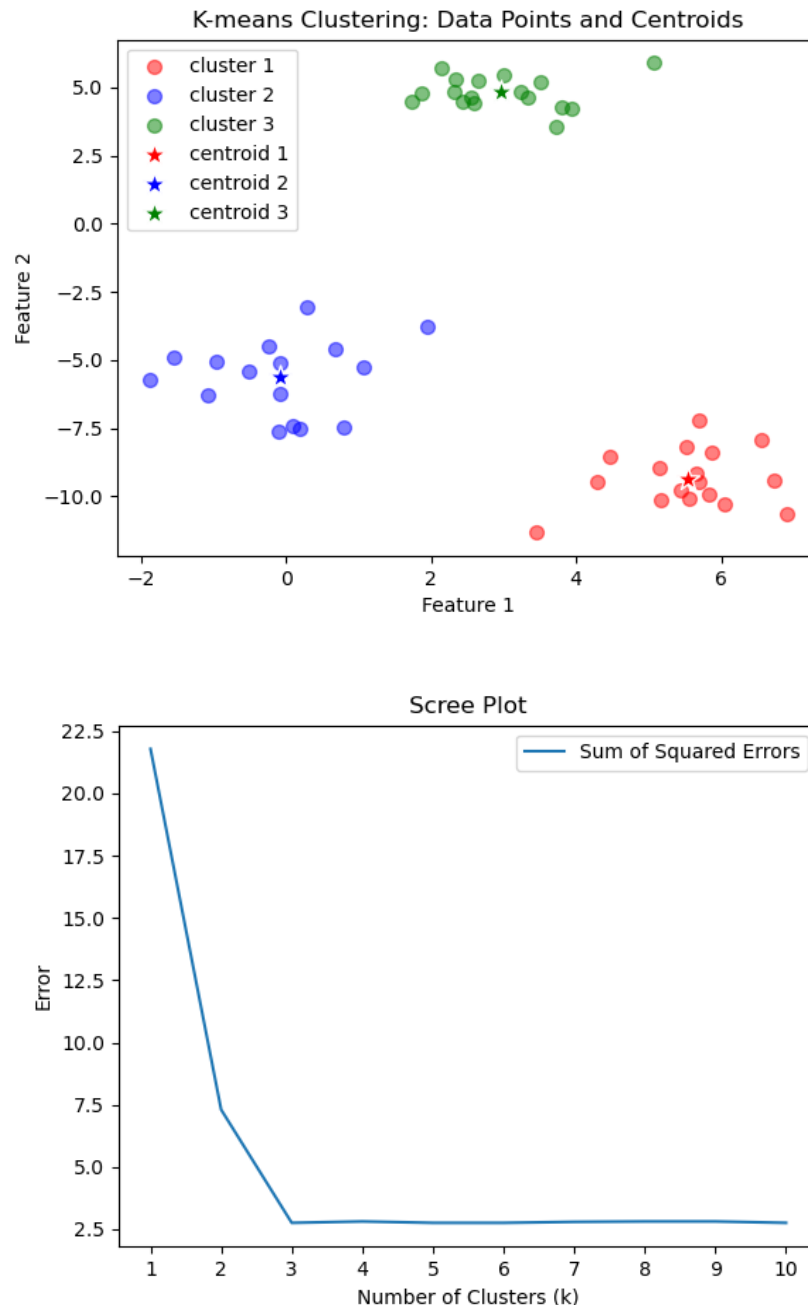 K-means Clustering: Data Points and Centroids
5.0
2.5
0.0
−2.5
−5.0
−7.5
−10.0
Feature 2
cluster 1
cluster 2
cluster 3
centroid 1
centroid 2
centroid 3
−2 0 2 4 6
Feature 1
Scree Plot
22.5
20.0
17.5
15.0
12.5
10.0
7.5
5.0
2.5
Error
Sum of Squared Errors
1 2 3 4 5 6 7 8 9 10
Number of Clusters (k)